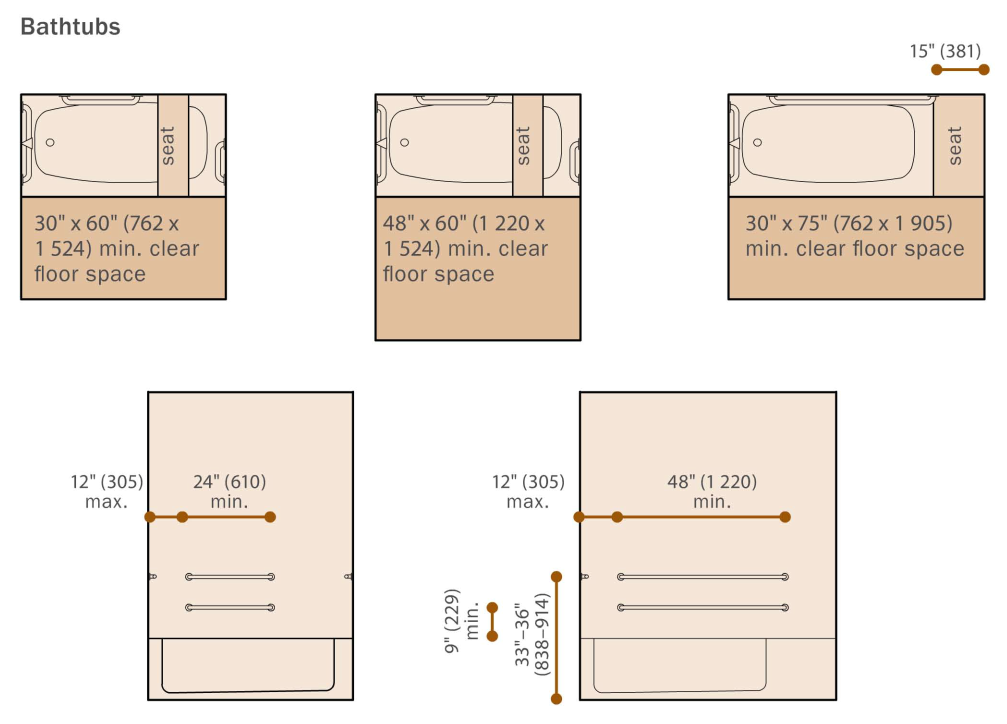 Bathtubs
15" (381)
seat
seat
seat
30" x 60" (762 x
1 524) min. clear
floor space
48" x 60" (1 220 x
1 524) min. clear
floor space
30" x 75" (762 x 1 905)
min. clear floor space
12" (305)
max.
24" (610)
min.
12" (305)
max.
48" (1 220)
min.
9" (229)
min.
33"–36"
(838–914)